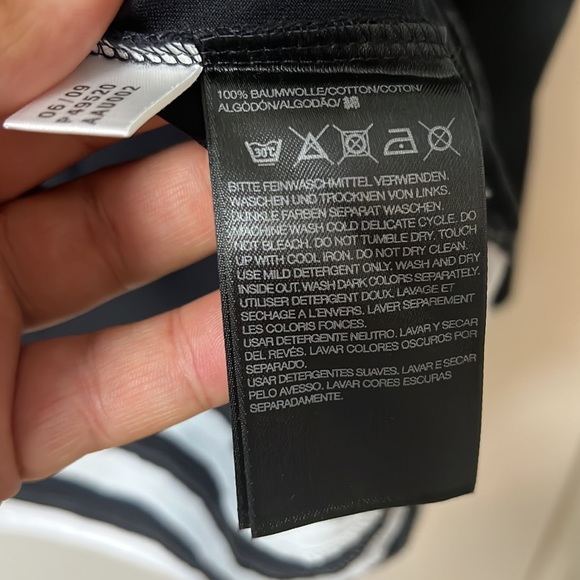 06/09
P49520
AAU002
100% BAUMWOLLE/COTTON/COTON/
ALGÓDÓN/ALGODÃO/ 綿
30°
BITTE FEINWASCHMITTEL VERWENDEN.
WASCHEN UND TROCKNEN VON LINKS.
DUNKLE FARBEN SEPARAT WASCHEN.
MACHINE WASH COLD DELICATE CYCLE. DO
NOT BLEACH. DO NOT TUMBLE DRY. TOUCH
UP WITH COOL IRON. DO NOT DRY CLEAN.
USE MILD DETERGENT ONLY. WASH AND DRY
INSIDE OUT. WASH DARK COLORS SEPARATELY.
UTILISER DETERGENT DOUX. LAVAGE ET
SECHAGE A L'ENVERS. LAVER SEPAREMENT
LES COLORIS FONCES.
USAR DETERGENTE NEUTRO. LAVAR Y SECAR
DEL REVÉS. LAVAR COLORES OSCUROS POR
SEPARADO.
USAR DETERGENTES SUAVES. LAVAR E SECAR
PELO AVESSO. LAVAR CORES ESCURAS
SEPARADAMENTE.